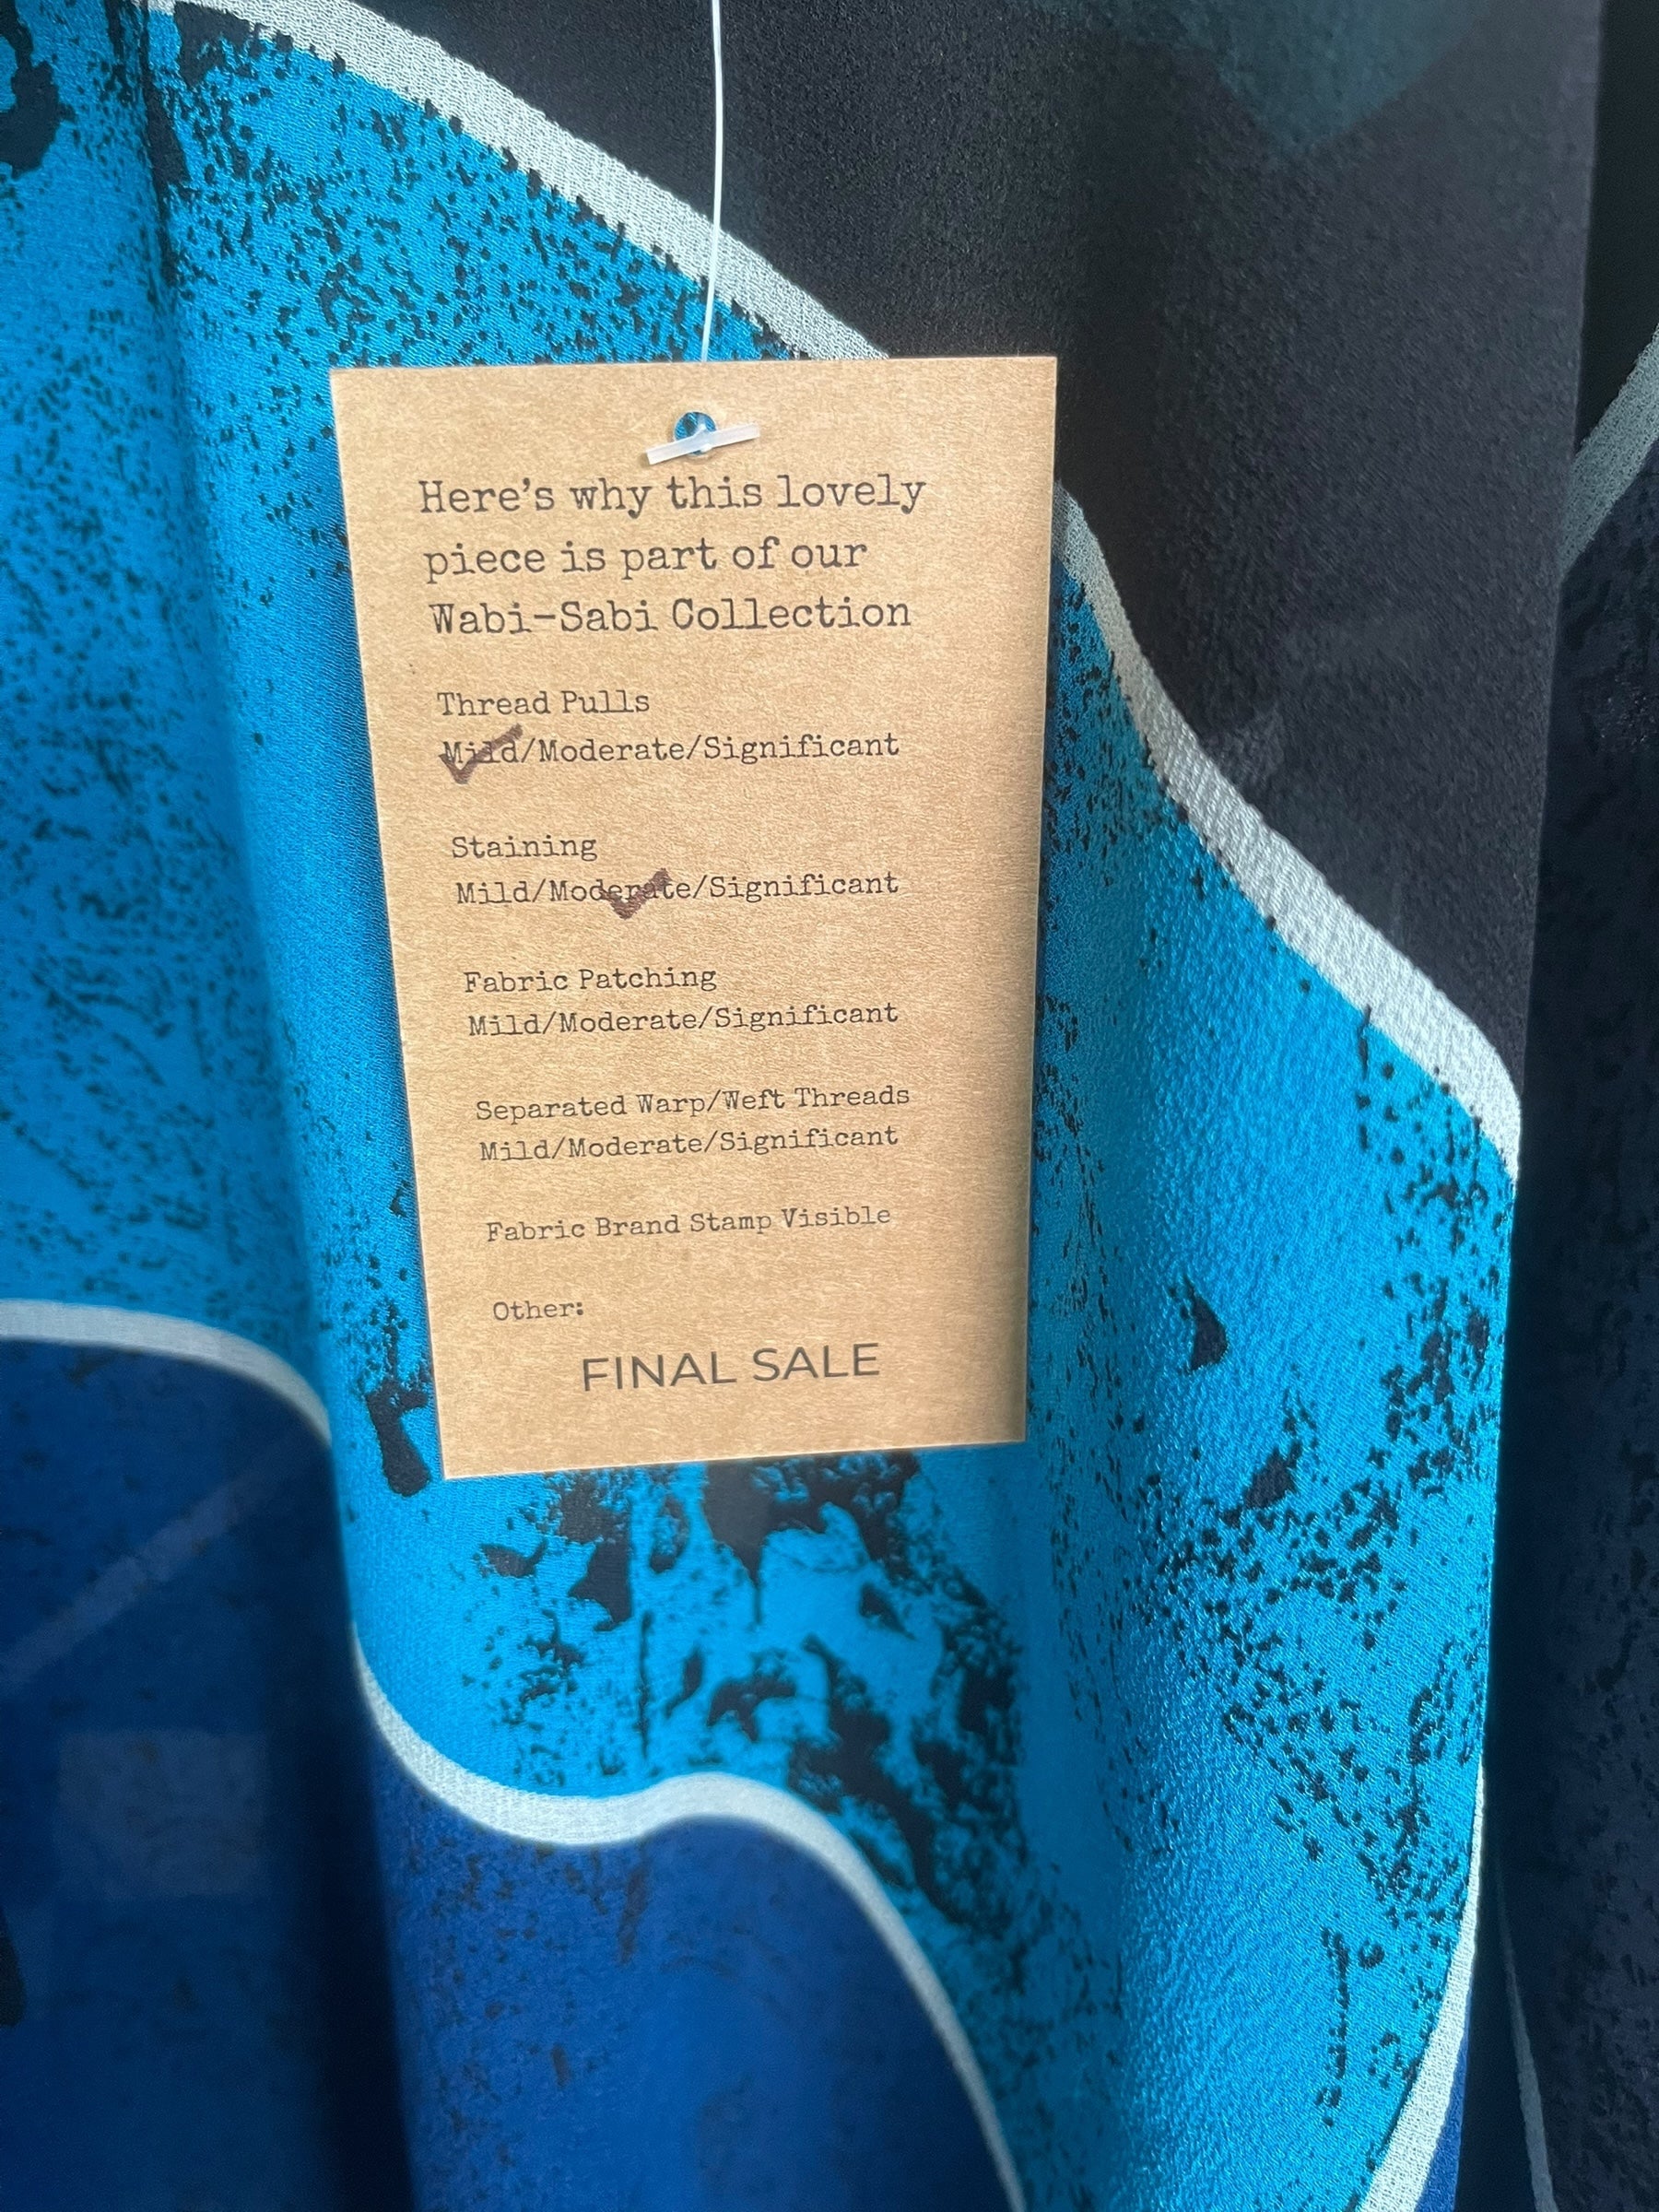 Here's why this lovely
piece is part of our
Wabi-Sabi Collection
Thread Pulls
Mild/Moderate/Significant
Staining
Mild/Moderate/Significant
Fabric Patching
Mild/Moderate/Significant
Separated Warp/Weft Threads
Mild/Moderate/Significant
Fabric Brand Stamp Visible
Other:
FINAL SALE